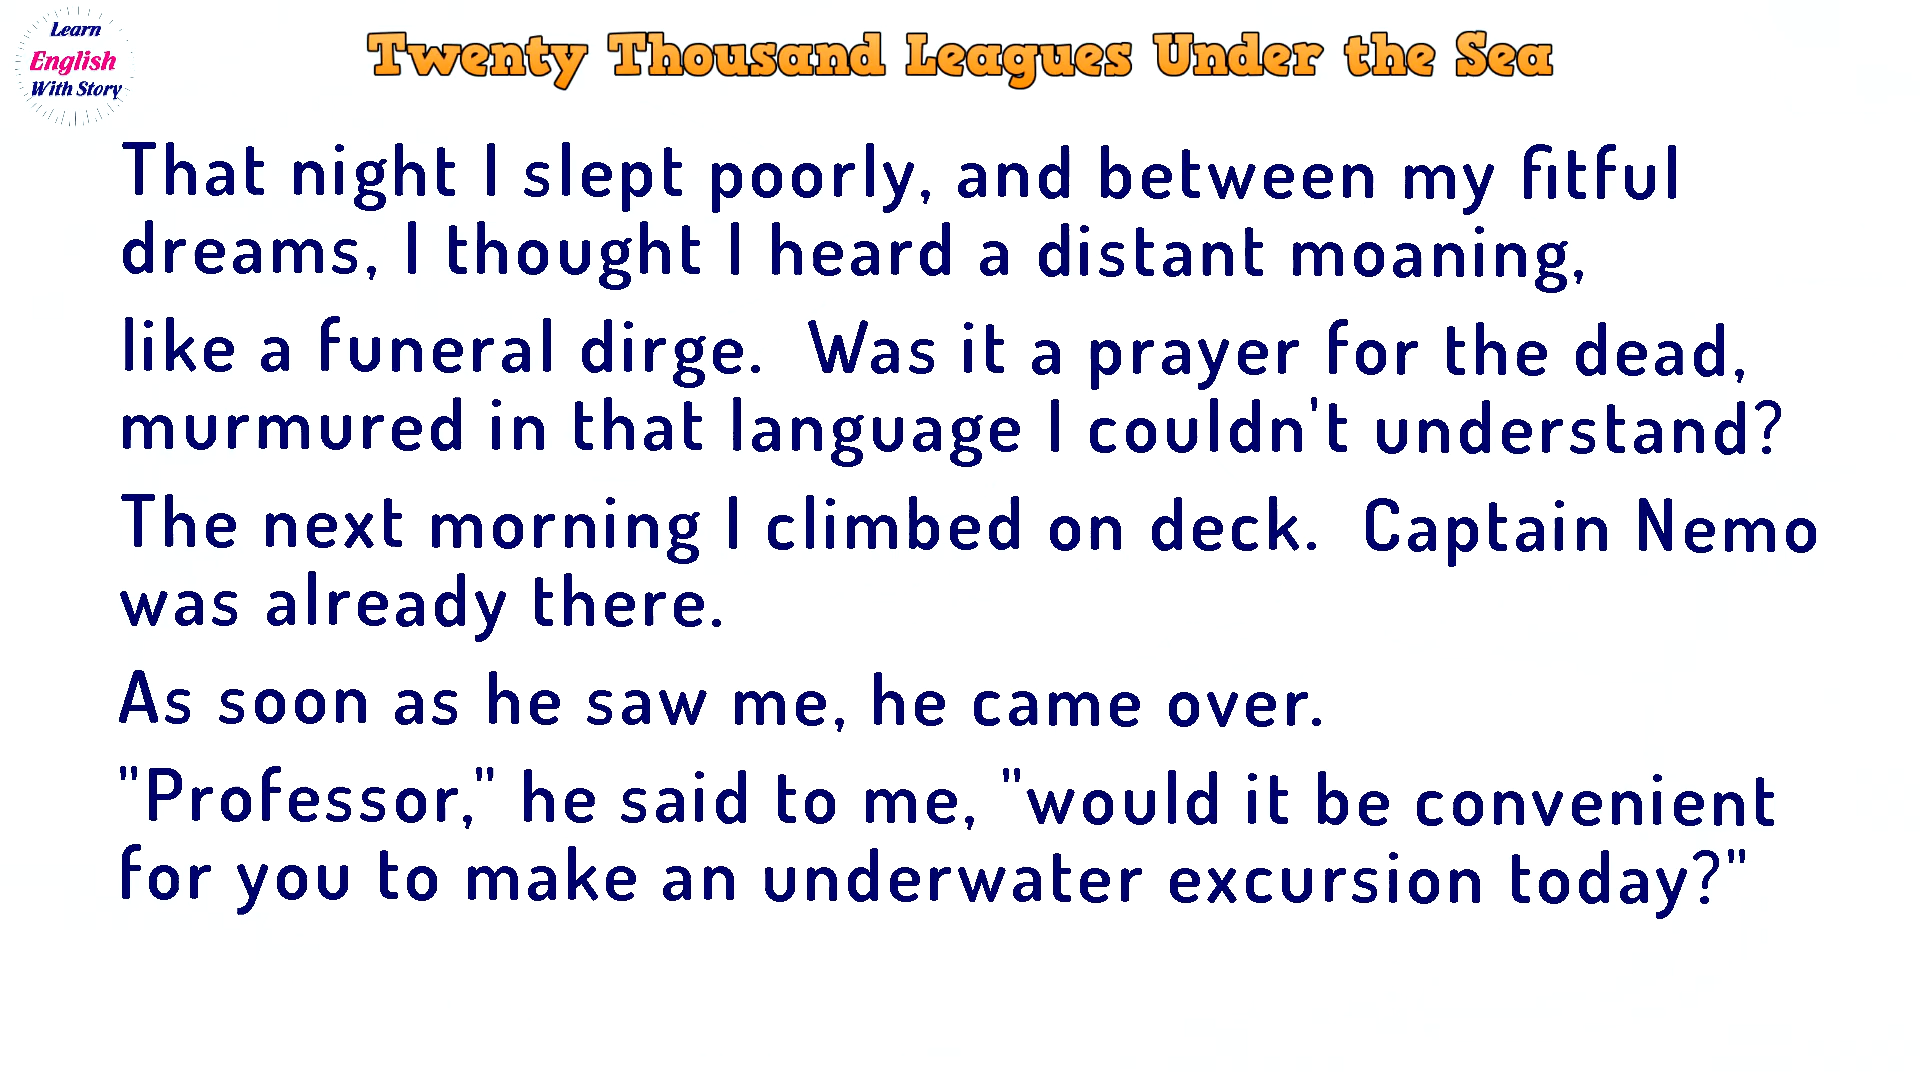 Learn
English
With Story
Twenty Thousand Leagues Under the Sea
That night I slept poorly, and between my fitful
dreams, I thought I heard a distant moaning,
like a funeral dirge.  Was it a prayer for the dead,
murmured in that language I couldn't understand?
The next morning I climbed on deck.  Captain Nemo
was already there.
As soon as he saw me, he came over.
"Professor," he said to me, "would it be convenient
for you to make an underwater excursion today?"